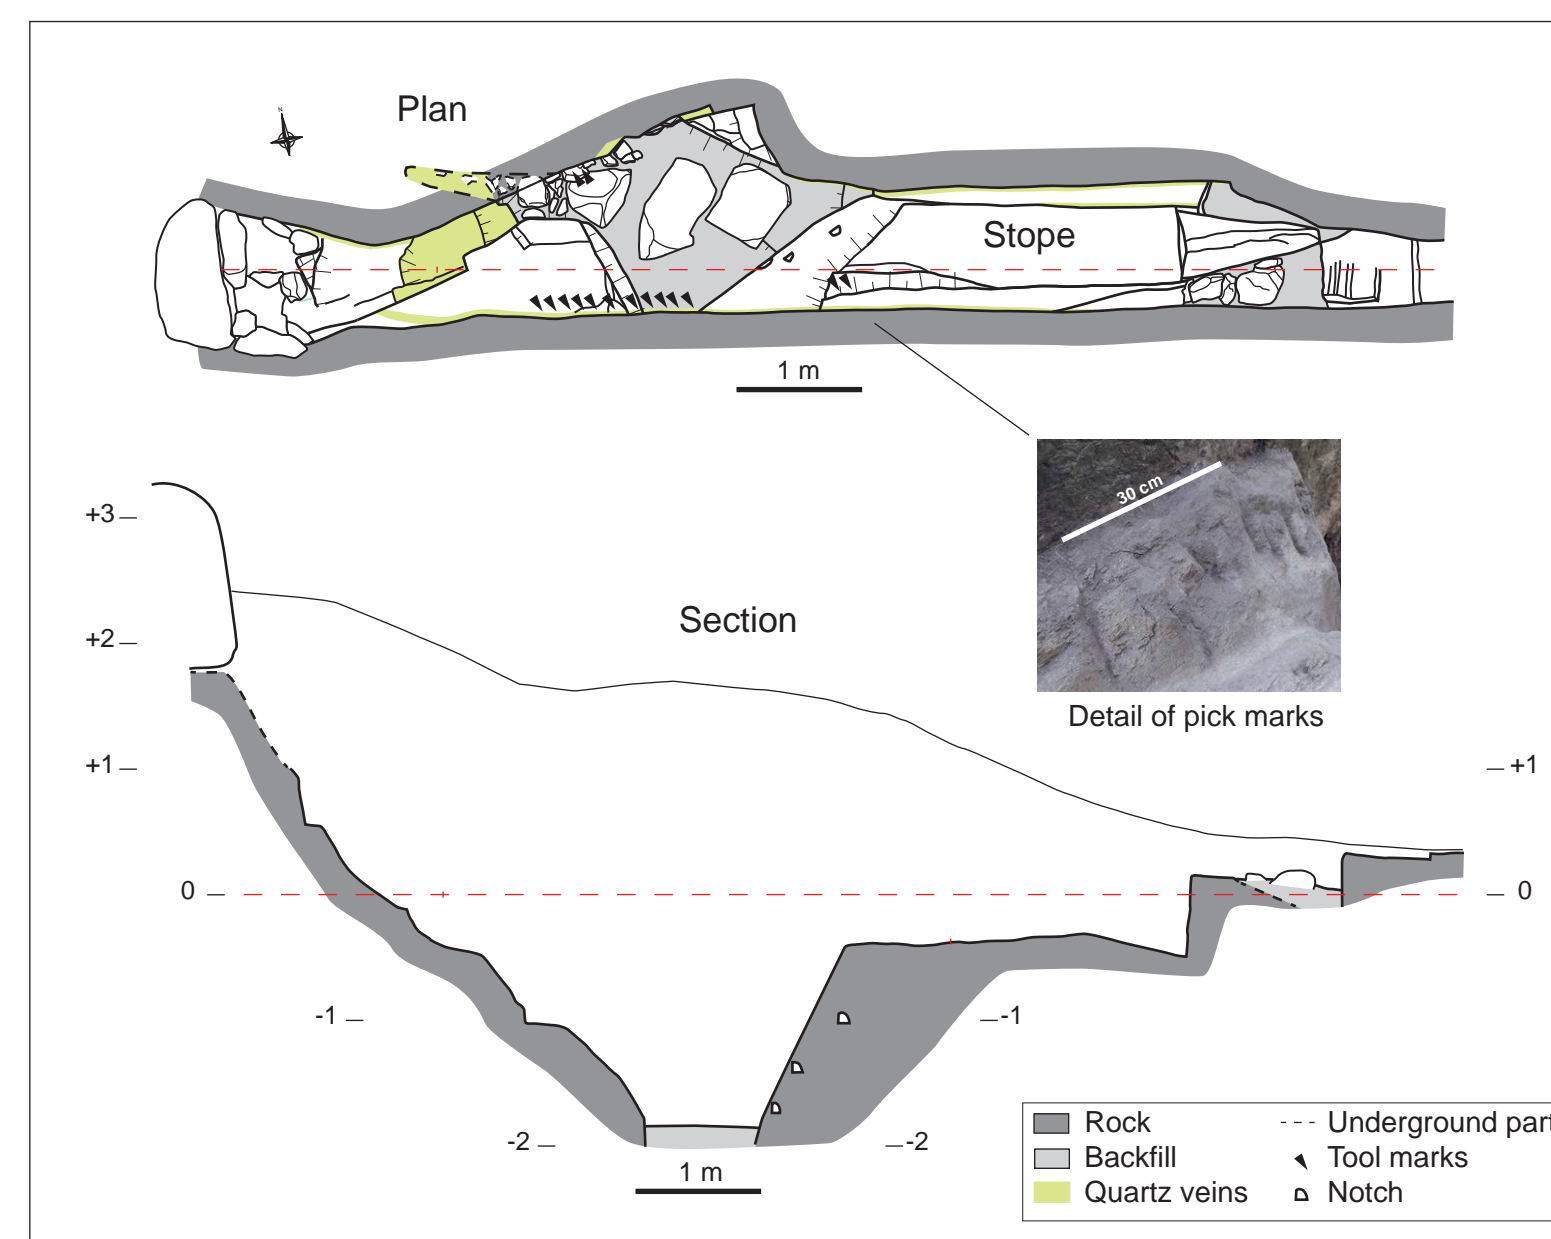 N
Plan
Stope
1 m
30 cm
Detail of pick marks
Section
+3
+2
+1
+1
0
0
-1
-1
-2
-2
1 m
Rock
Backfill
Quartz veins
Underground part
Tool marks
Notch